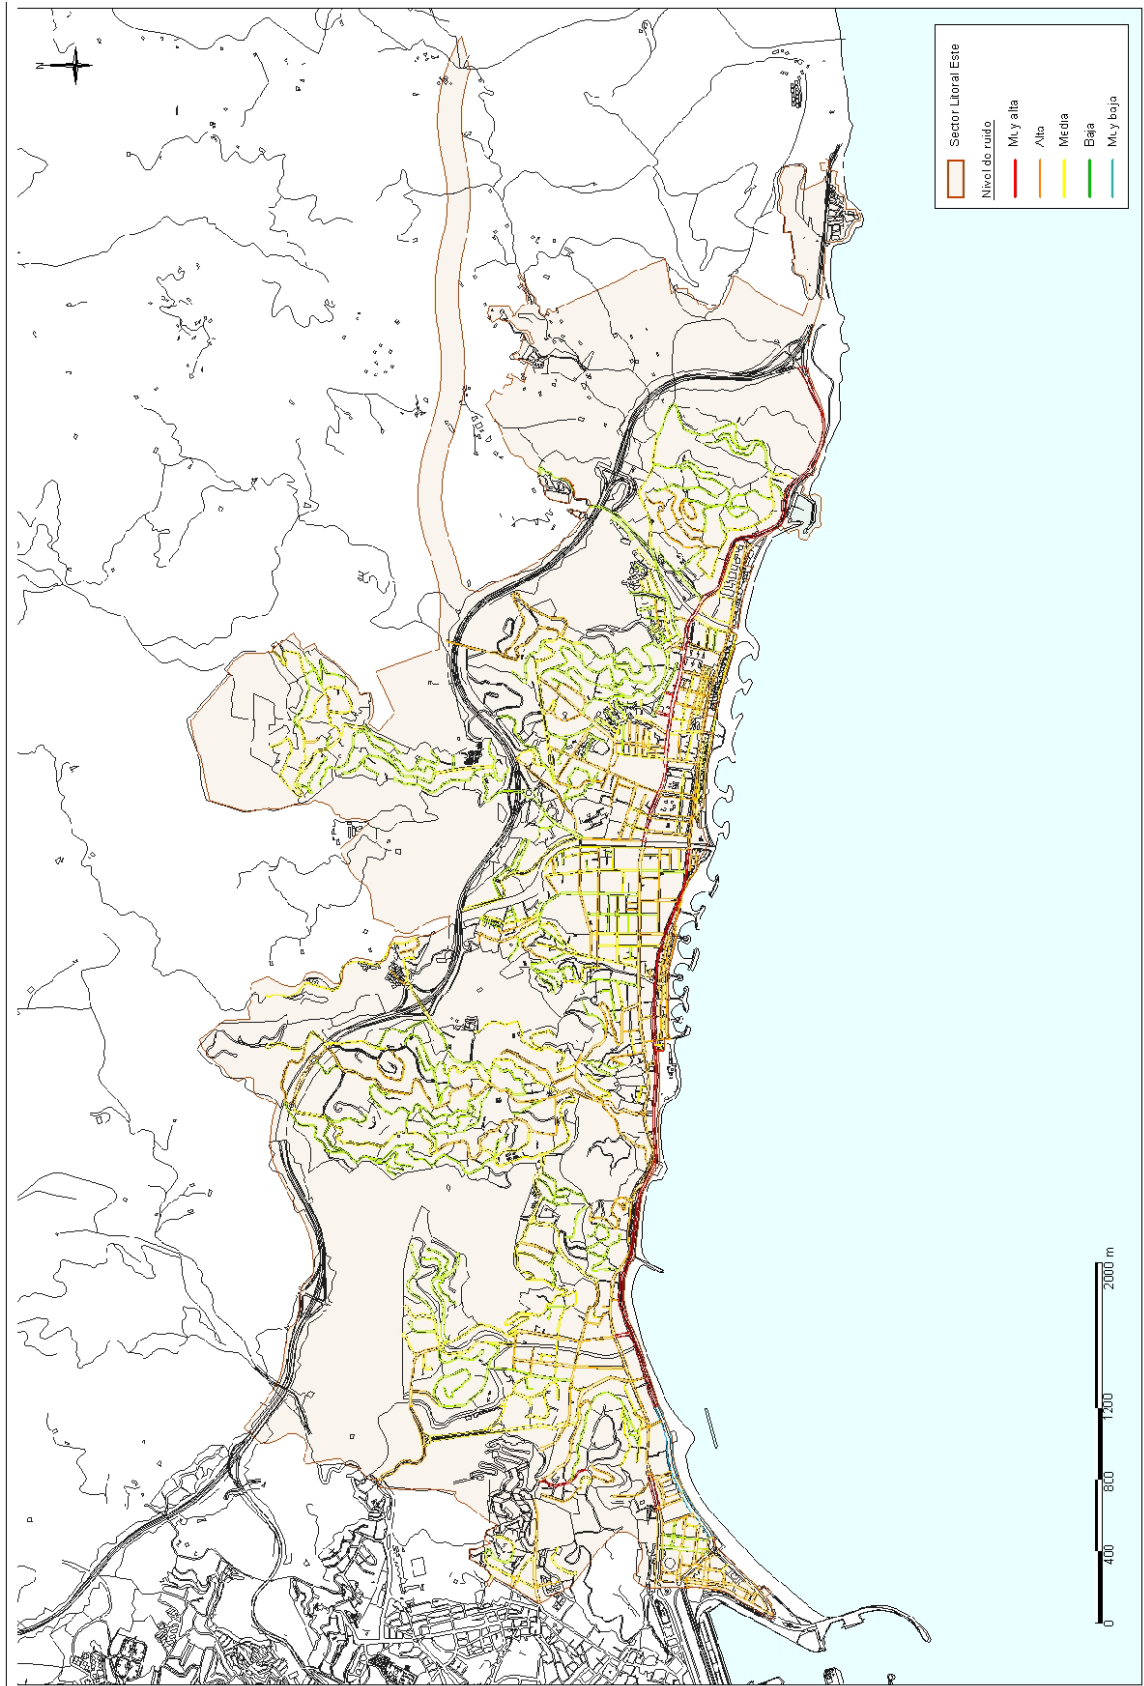 N
Sector Litoral Este
Nivel de ruido
Muy alta
Alta
Media
Baja
Muy baja
0 400 800 1200 2000 m